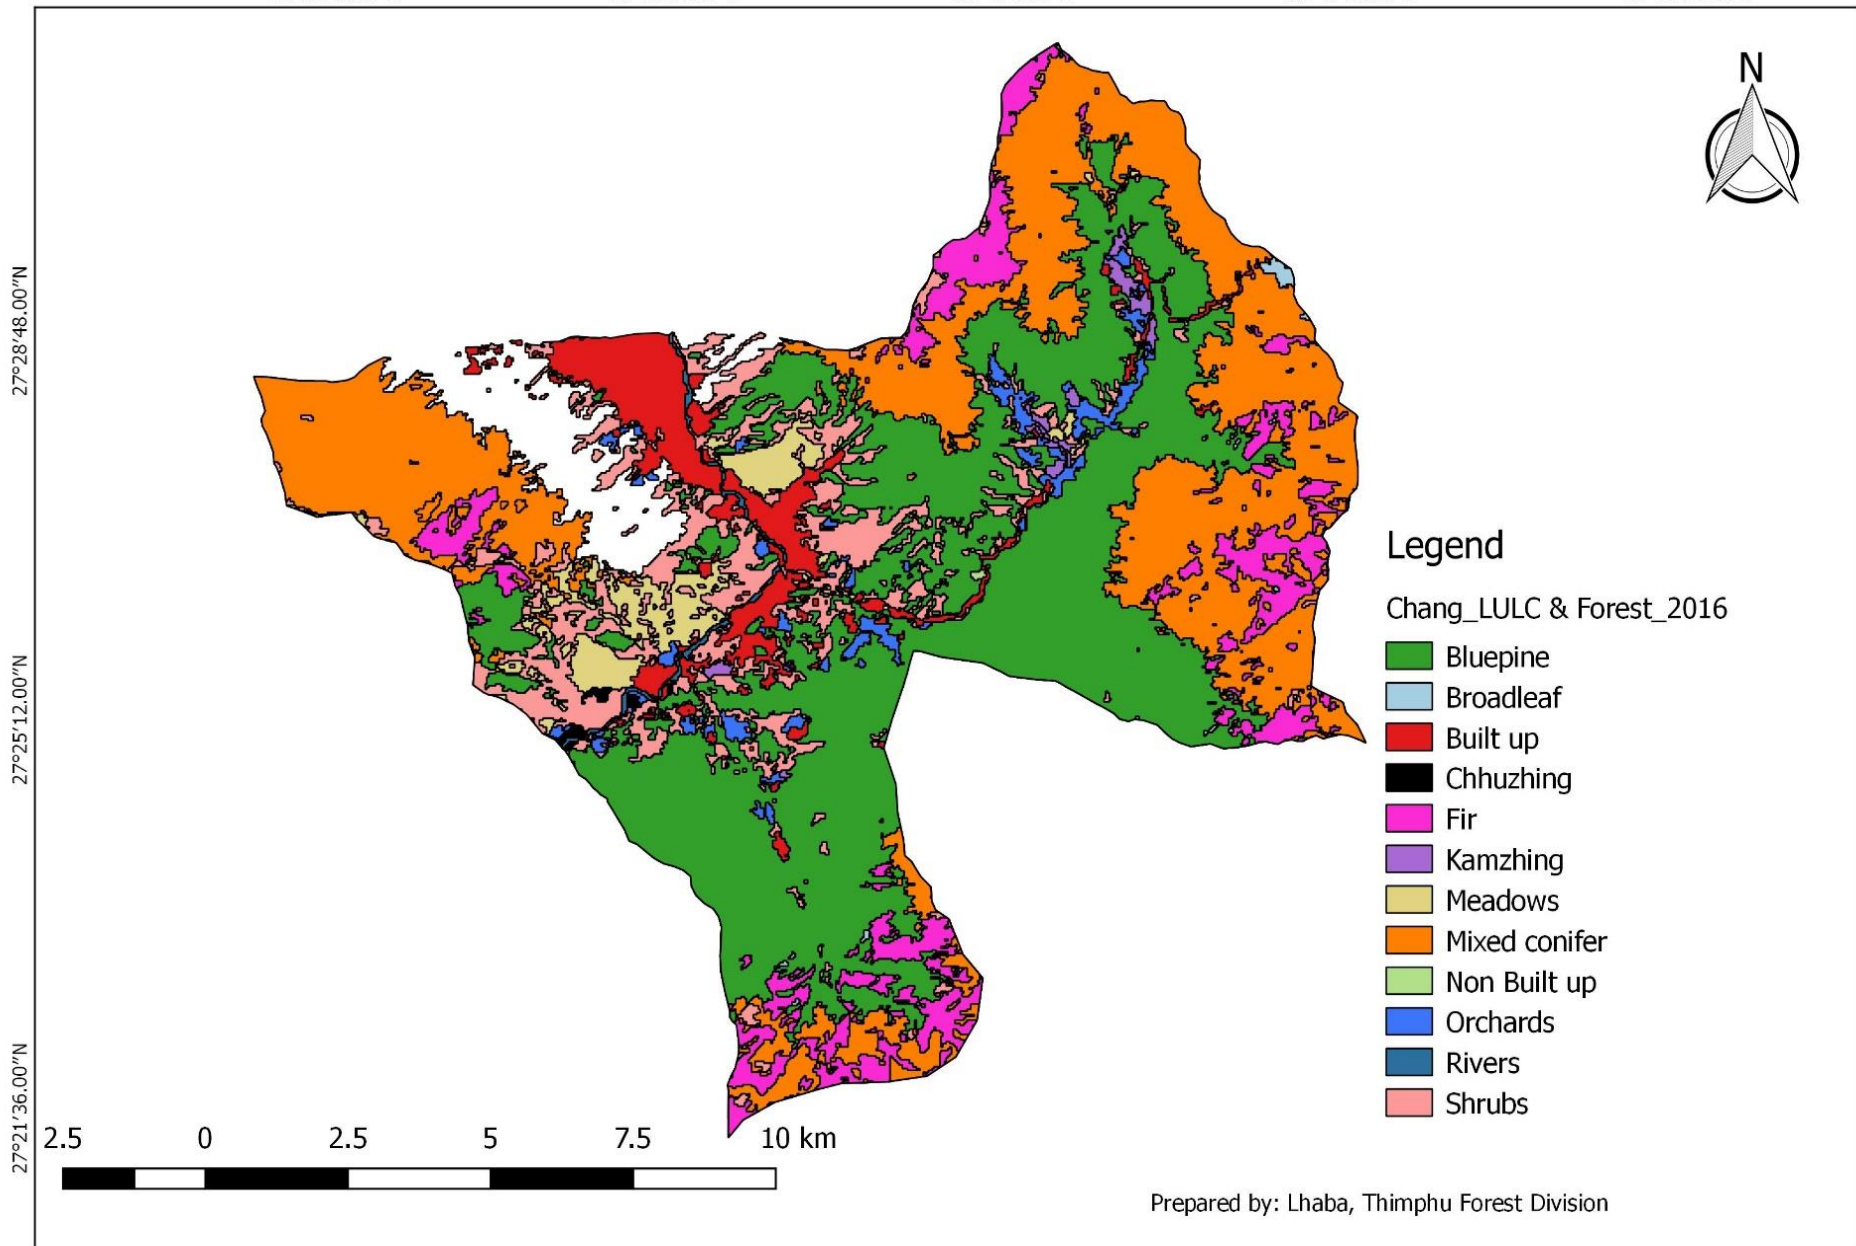 N
27°28'48.00"N
27°25'12.00"N
27°21'36.00"N
Legend
Chang_LULC & Forest_2016
Bluepine
Broadleaf
Built up
Chhuzhing
Fir
Kamzhing
Meadows
Mixed conifer
Non Built up
Orchards
Rivers
Shrubs
2.5 0 2.5 5 7.5 10 km
Prepared by: Lhaba, Thimphu Forest Division